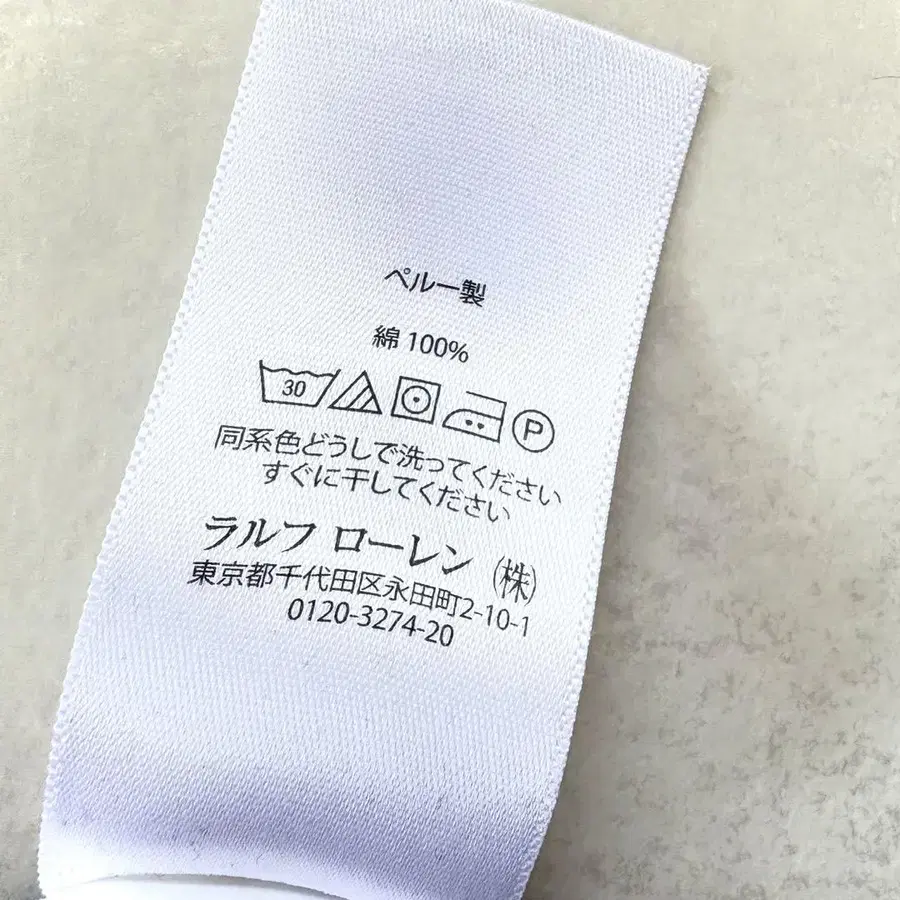 ペルー製
綿 100%
30 P
同系色どうしで洗ってください
すぐに干してください
ラルフ ローレン ㈱
東京都千代田区永田町2-10-1
0120-3274-20